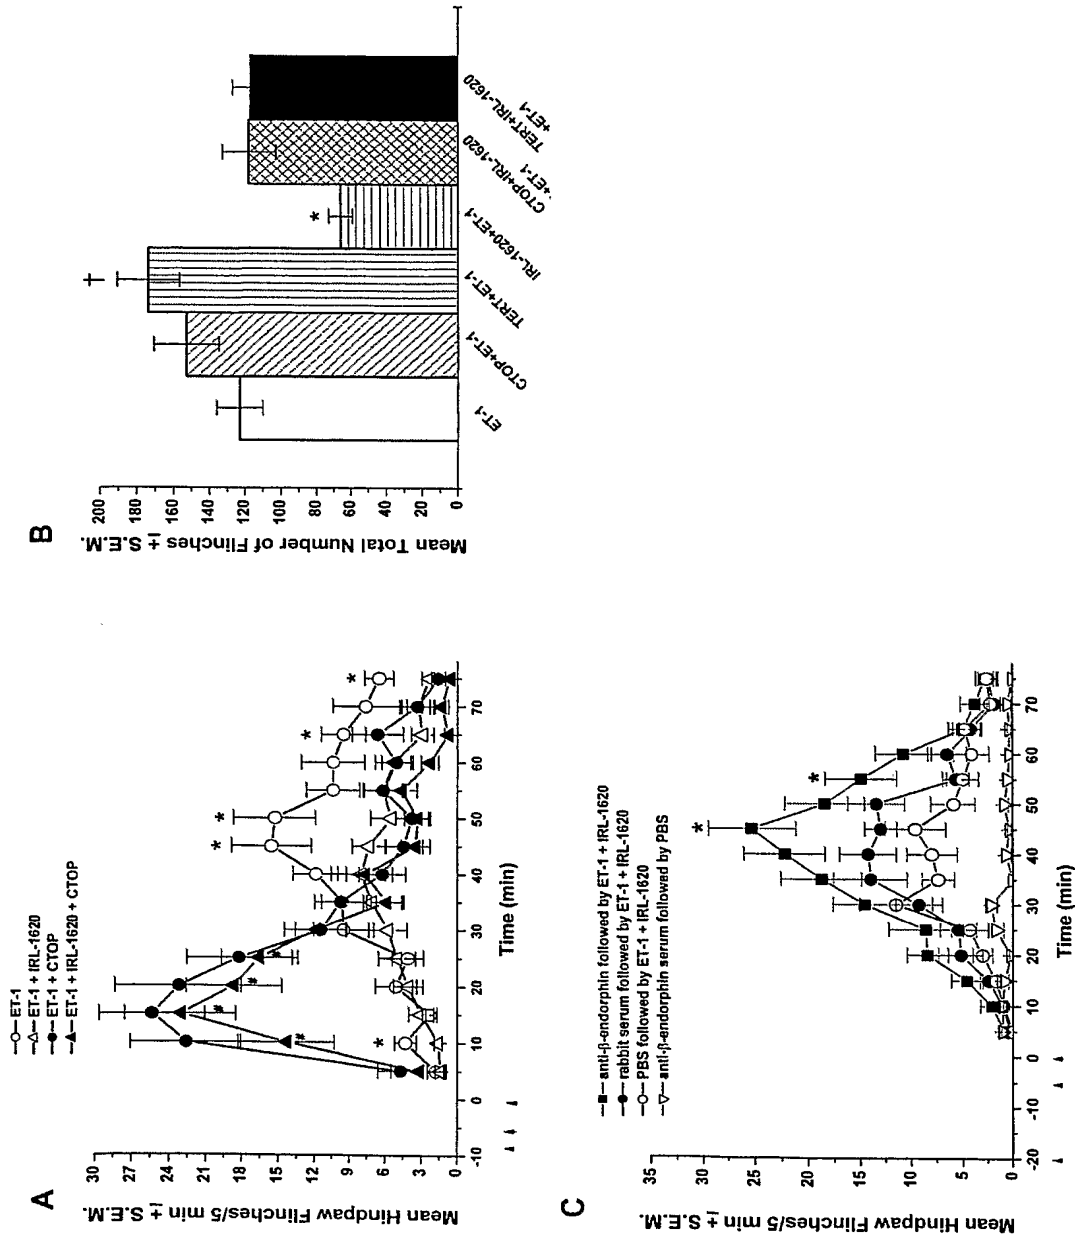 A
ET-1
ET-1 + IRL-1620
ET-1 + CTOP
ET-1 + IRL-1620 + CTOP
Mean Hindpaw Flinches/5 min ± S.E.M.
30
27
24
21
18
15
12
9
6
3
0
* # # # # * * * *
-10 0 10 20 30 40 50 60 70
Time (min)
B
Mean Total Number of Flinches ± S.E.M.
200
180
160
140
120
100
80
60
40
20
0
† *
ET-1
CTOP+ET-1
TERT+ET-1
IRL-1620+ET-1
CTOP+IRL-1620
+ET-1
TERT+IRL-1620
+ET-1
C
anti-β-endorphin followed by ET-1 + IRL-1620
rabbit serum followed by ET-1 + IRL-1620
PBS followed by ET-1 + IRL-1620
anti-β-endorphin serum followed by PBS
Mean Hindpaw Flinches/5 min ± S.E.M.
35
30
25
20
15
10
5
0
* *
-20 -10 0 10 20 30 40 50 60 70
Time (min)